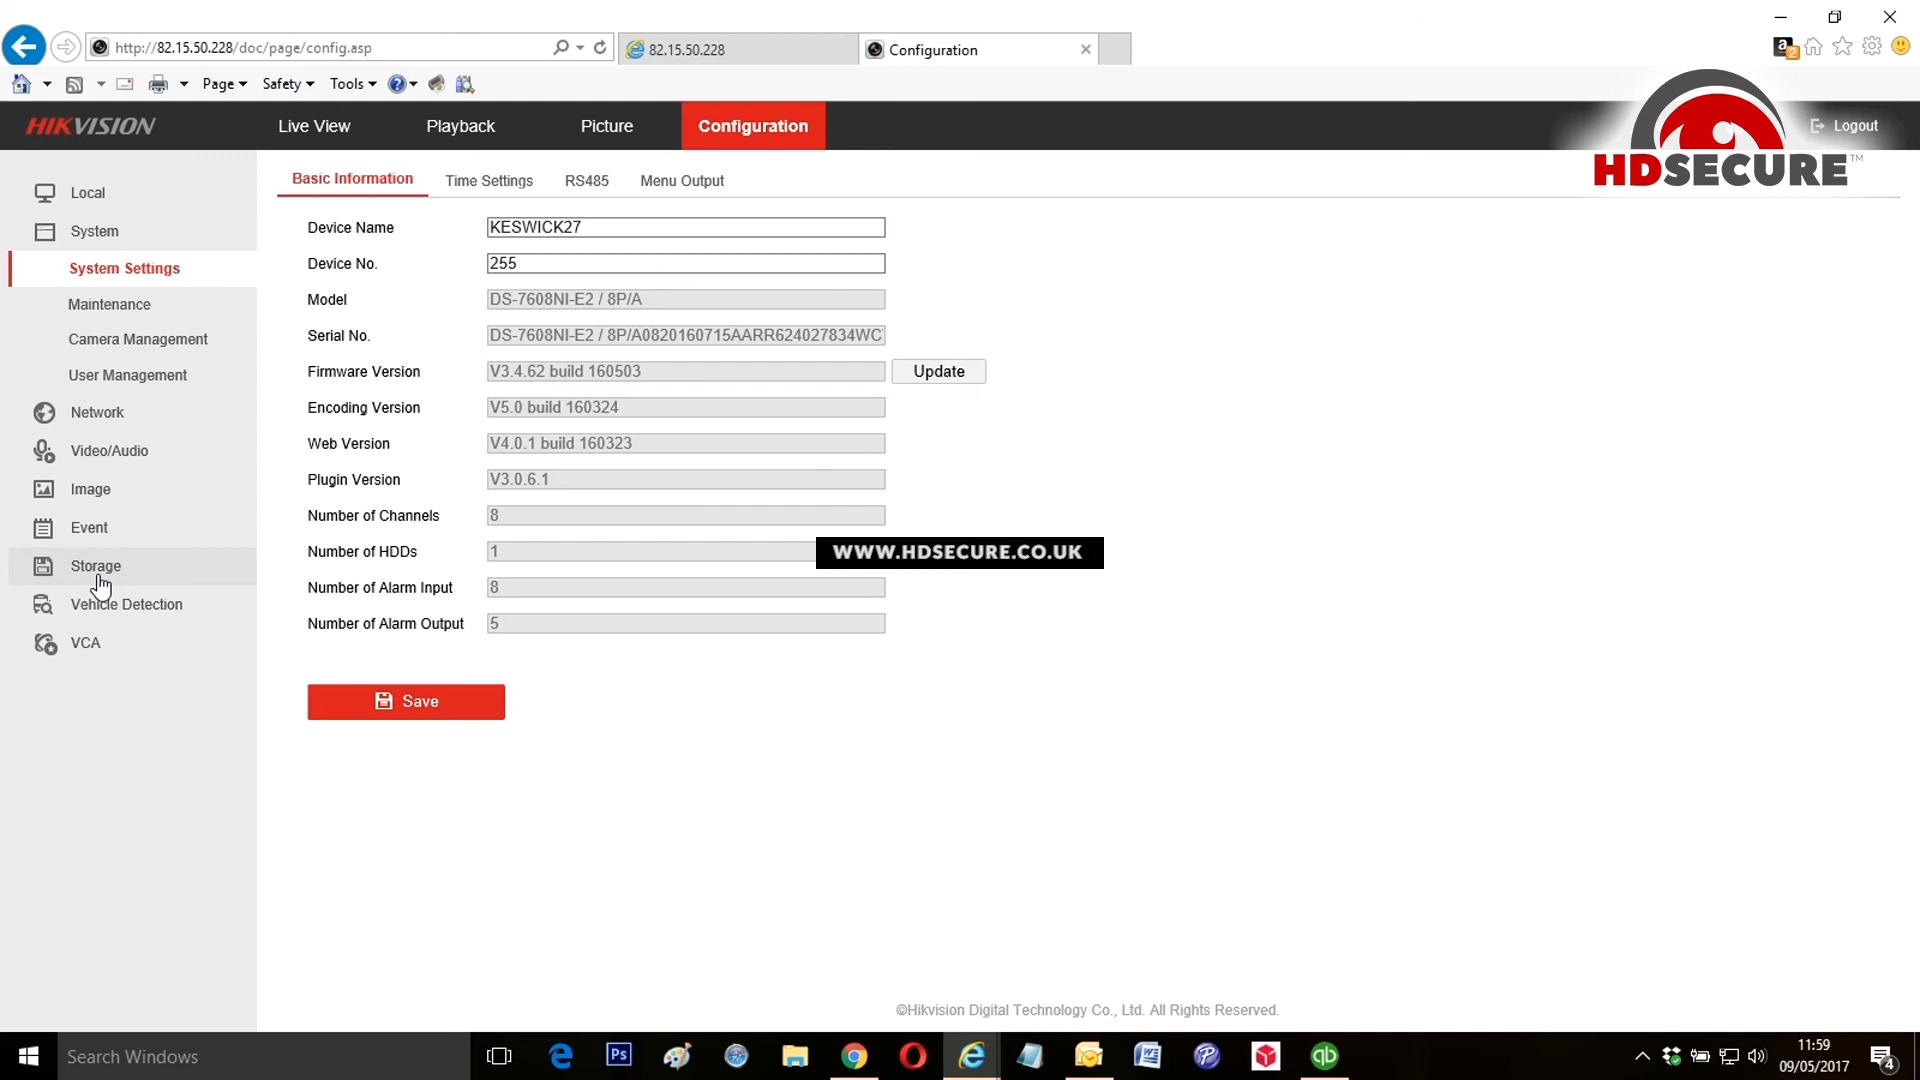 http://82.15.50.228/doc/page/config.asp
82.15.50.228
Configuration
Page
Safety
Tools
HIKVISION
Live View
Playback
Picture
Configuration
Logout
HDSECURE™
Local
System
System Settings
Maintenance
Camera Management
User Management
Network
Video/Audio
Image
Event
Storage
Vehicle Detection
VCA
Basic Information
Time Settings
RS485
Menu Output
Device Name KESWICK27
Device No. 255
Model DS-7608NI-E2 / 8P/A
Serial No. DS-7608NI-E2 / 8P/A0820160715AARR624027834WC
Firmware Version V3.4.62 build 160503 Update
Encoding Version V5.0 build 160324
Web Version V4.0.1 build 160323
Plugin Version V3.0.6.1
Number of Channels 8
Number of HDDs 1
WWW.HDSECURE.CO.UK
Number of Alarm Input 8
Number of Alarm Output 5
Save
©Hikvision Digital Technology Co., Ltd. All Rights Reserved.
Search Windows
Ps
qb
11:59
09/05/2017
4